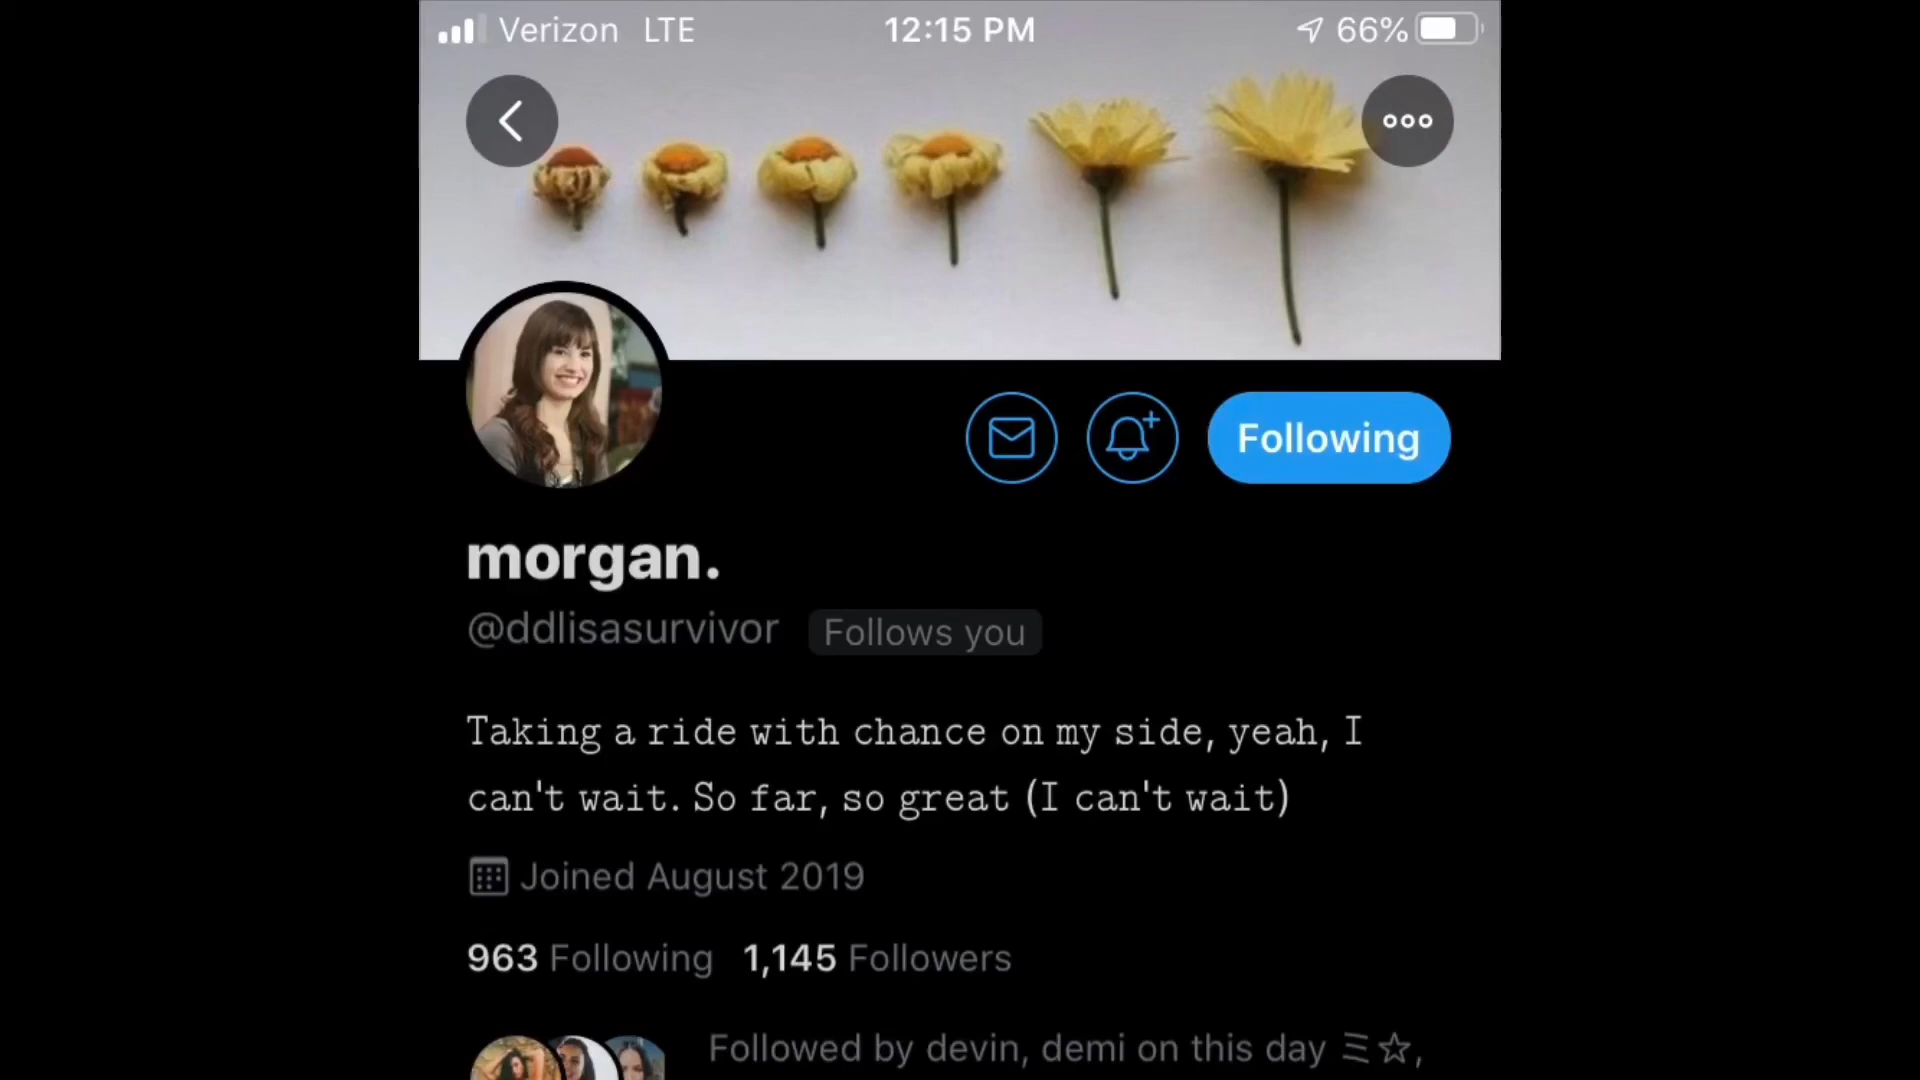 Verizon LTE 12:15 PM 66%
Following
morgan.
@ddlisasurvivor Follows you
Taking a ride with chance on my side, yeah, I
can't wait. So far, so great (I can't wait)
Joined August 2019
963 Following 1,145 Followers
Followed by devin, demi on this day ミ☆,